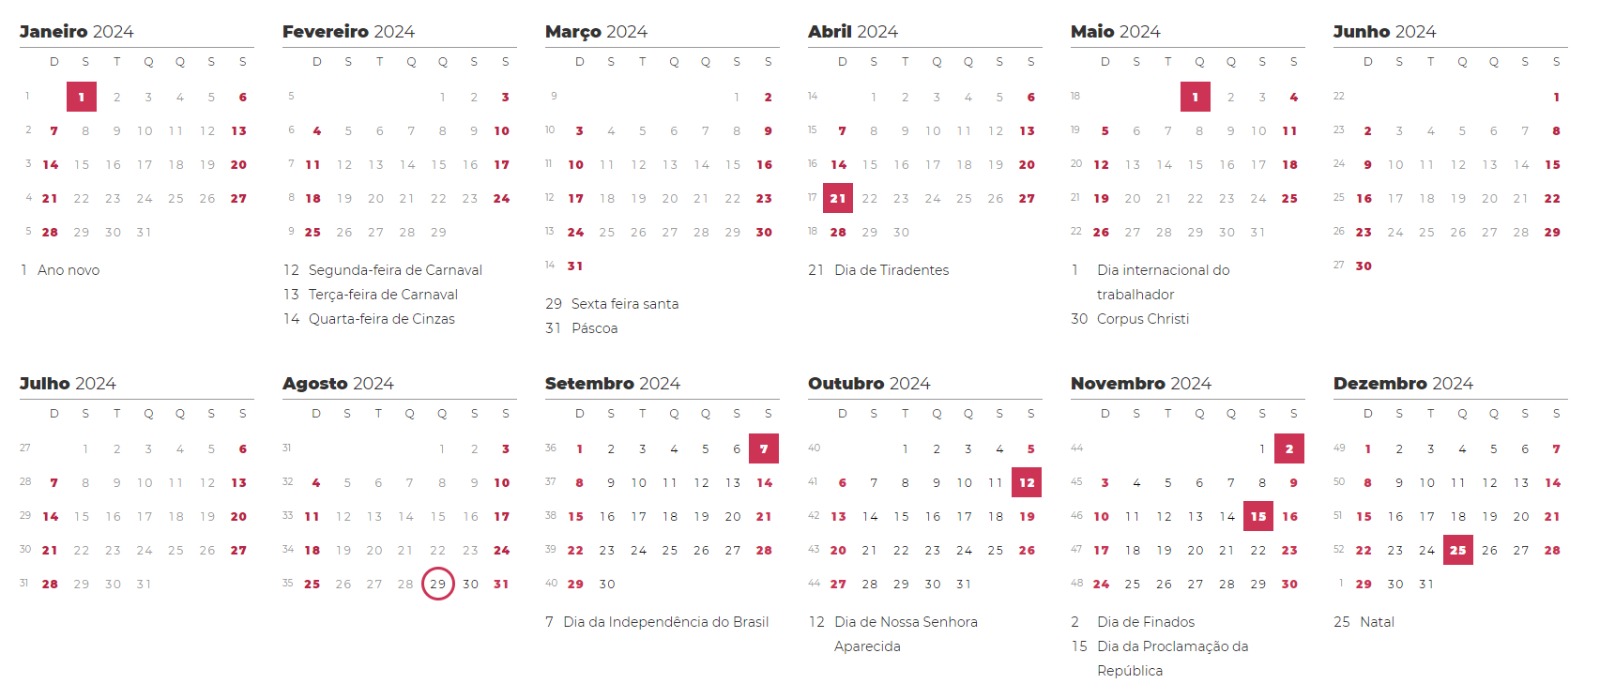 Janeiro 2024
D S T Q Q S S
1 1 2 3 4 5 6
2 7 8 9 10 11 12 13
3 14 15 16 17 18 19 20
4 21 22 23 24 25 26 27
5 28 29 30 31
1 Ano novo
Fevereiro 2024
D S T Q Q S S
5 1 2 3
6 4 5 6 7 8 9 10
7 11 12 13 14 15 16 17
8 18 19 20 21 22 23 24
9 25 26 27 28 29
12 Segunda-feira de Carnaval
13 Terça-feira de Carnaval
14 Quarta-feira de Cinzas
Março 2024
D S T Q Q S S
9 1 2
10 3 4 5 6 7 8 9
11 10 11 12 13 14 15 16
12 17 18 19 20 21 22 23
13 24 25 26 27 28 29 30
14 31
29 Sexta feira santa
31 Páscoa
Abril 2024
D S T Q Q S S
14 1 2 3 4 5 6
15 7 8 9 10 11 12 13
16 14 15 16 17 18 19 20
17 21 22 23 24 25 26 27
18 28 29 30
21 Dia de Tiradentes
Maio 2024
D S T Q Q S S
18 1 2 3 4
19 5 6 7 8 9 10 11
20 12 13 14 15 16 17 18
21 19 20 21 22 23 24 25
22 26 27 28 29 30 31
1 Dia internacional do
trabalhador
30 Corpus Christi
Junho 2024
D S T Q Q S S
22 1
23 2 3 4 5 6 7 8
24 9 10 11 12 13 14 15
25 16 17 18 19 20 21 22
26 23 24 25 26 27 28 29
27 30
Julho 2024
D S T Q Q S S
27 1 2 3 4 5 6
28 7 8 9 10 11 12 13
29 14 15 16 17 18 19 20
30 21 22 23 24 25 26 27
31 28 29 30 31
Agosto 2024
D S T Q Q S S
31 1 2 3
32 4 5 6 7 8 9 10
33 11 12 13 14 15 16 17
34 18 19 20 21 22 23 24
35 25 26 27 28 29 30 31
Setembro 2024
D S T Q Q S S
36 1 2 3 4 5 6 7
37 8 9 10 11 12 13 14
38 15 16 17 18 19 20 21
39 22 23 24 25 26 27 28
40 29 30
7 Dia da Independência do Brasil
Outubro 2024
D S T Q Q S S
40 1 2 3 4 5
41 6 7 8 9 10 11 12
42 13 14 15 16 17 18 19
43 20 21 22 23 24 25 26
44 27 28 29 30 31
12 Dia de Nossa Senhora
Aparecida
Novembro 2024
D S T Q Q S S
44 1 2
45 3 4 5 6 7 8 9
46 10 11 12 13 14 15 16
47 17 18 19 20 21 22 23
48 24 25 26 27 28 29 30
2 Dia de Finados
15 Dia da Proclamação da
República
Dezembro 2024
D S T Q Q S S
49 1 2 3 4 5 6 7
50 8 9 10 11 12 13 14
51 15 16 17 18 19 20 21
52 22 23 24 25 26 27 28
1 29 30 31
25 Natal